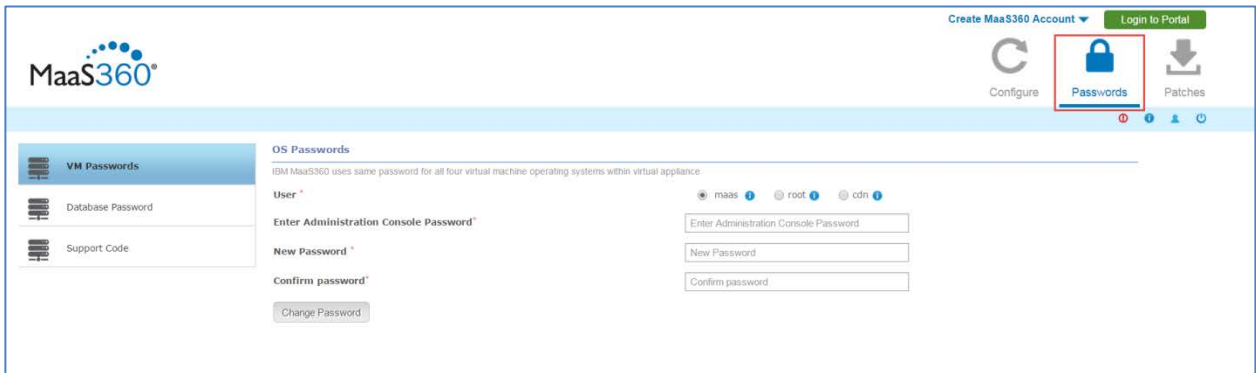 Create MaaS360 Account
Login to Portal
MaaS360®
Configure
Passwords
Patches
VM Passwords
Database Password
Support Code
OS Passwords
IBM MaaS360 uses same password for all four virtual machine operating systems within virtual appliance
User *
maas
root
cdn
Enter Administration Console Password*
Enter Administration Console Password
New Password *
New Password
Confirm password*
Confirm password
Change Password